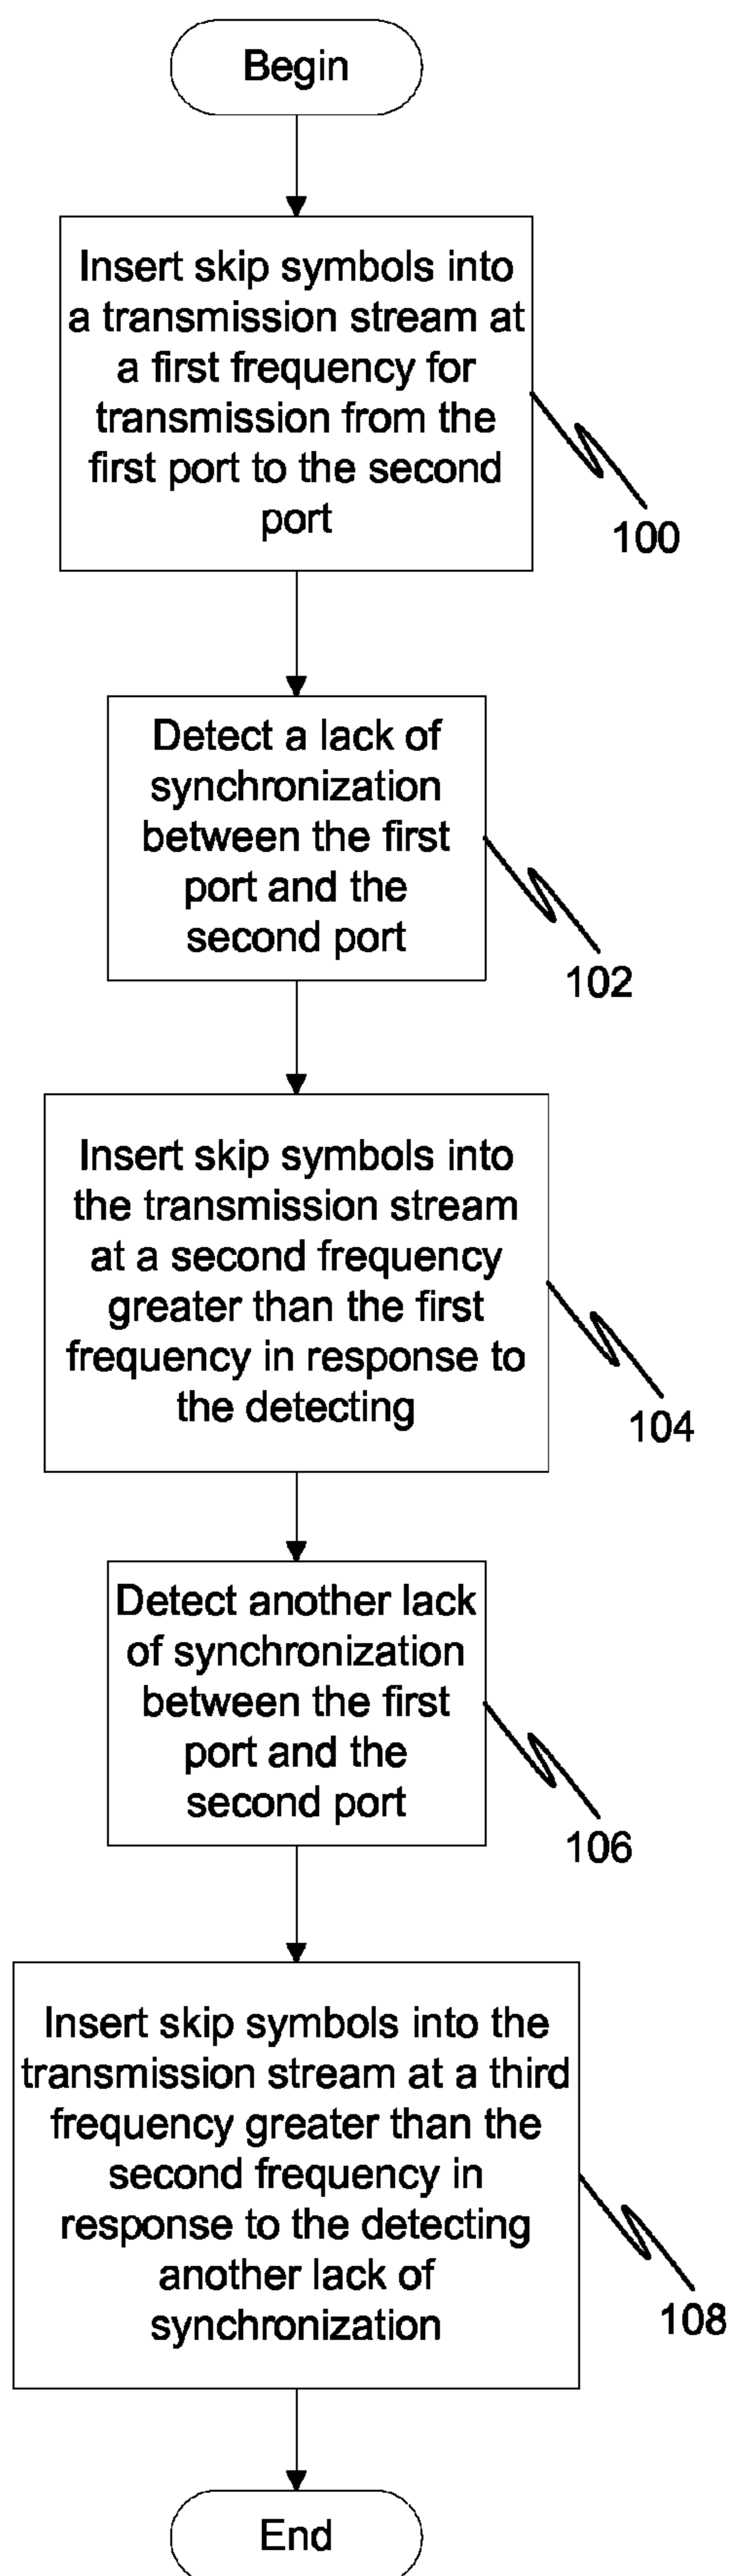 Begin
Insert skip symbols into
a transmission stream at
a first frequency for
transmission from the
first port to the second
port
100
Detect a lack of
synchronization
between the first
port and the
second port
102
Insert skip symbols into
the transmission stream
at a second frequency
greater than the first
frequency in response to
the detecting
104
Detect another lack
of synchronization
between the first
port and the
second port
106
Insert skip symbols into the
transmission stream at a third
frequency greater than the
second frequency in
response to the detecting
another lack of
synchronization
108
End